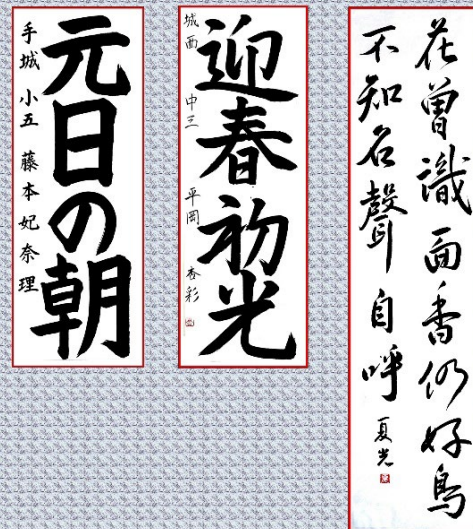 花曾識面香仍好鳥
不知名聲自呼 夏光
迎春初光
城西 中三 平岡 香彩
元日の朝
手城 小五 藤本 妃奈理